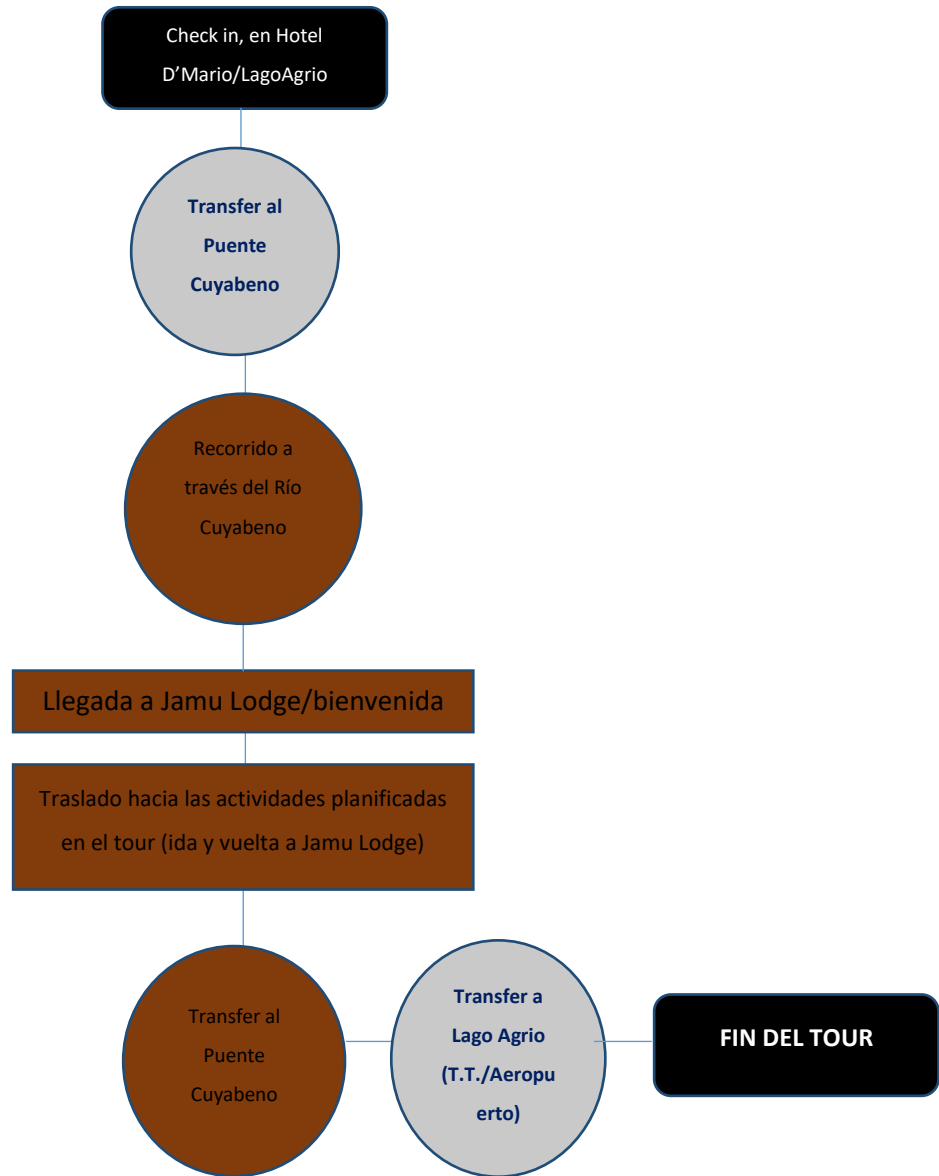 Check in, en Hotel
D’Mario/LagoAgrio
Transfer al
Puente
Cuyabeno
Recorrido a
través del Río
Cuyabeno
Llegada a Jamu Lodge/bienvenida
Traslado hacia las actividades planificadas
en el tour (ida y vuelta a Jamu Lodge)
Transfer al
Puente
Cuyabeno
Transfer a
Lago Agrio
(T.T./Aeropu
erto)
FIN DEL TOUR